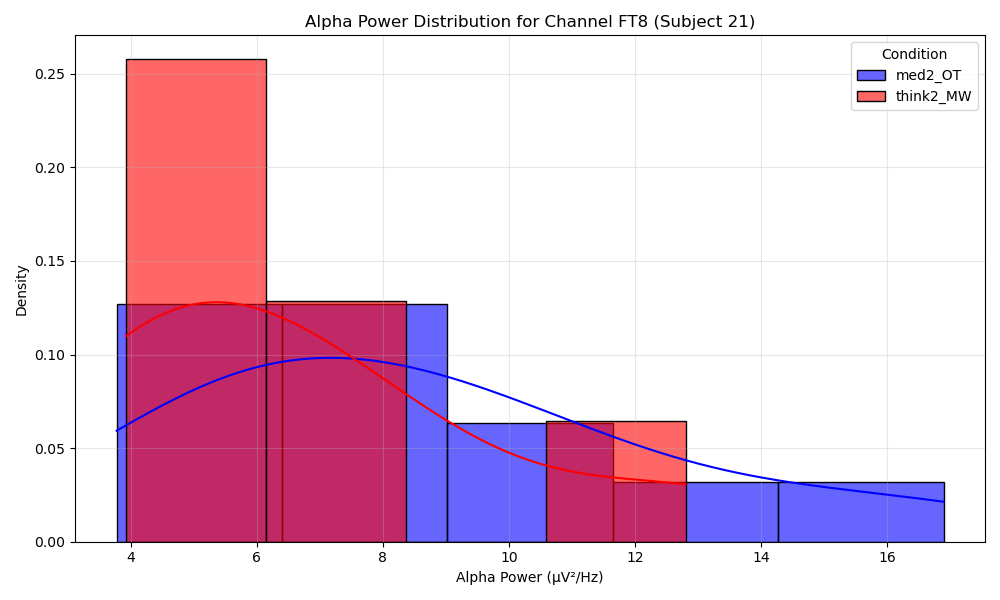 Alpha Power Distribution for Channel FT8 (Subject 21)
Condition
med2_OT
think2_MW
Density
0.25
0.20
0.15
0.10
0.05
0.00
4 6 8 10 12 14 16
Alpha Power (μV²/Hz)